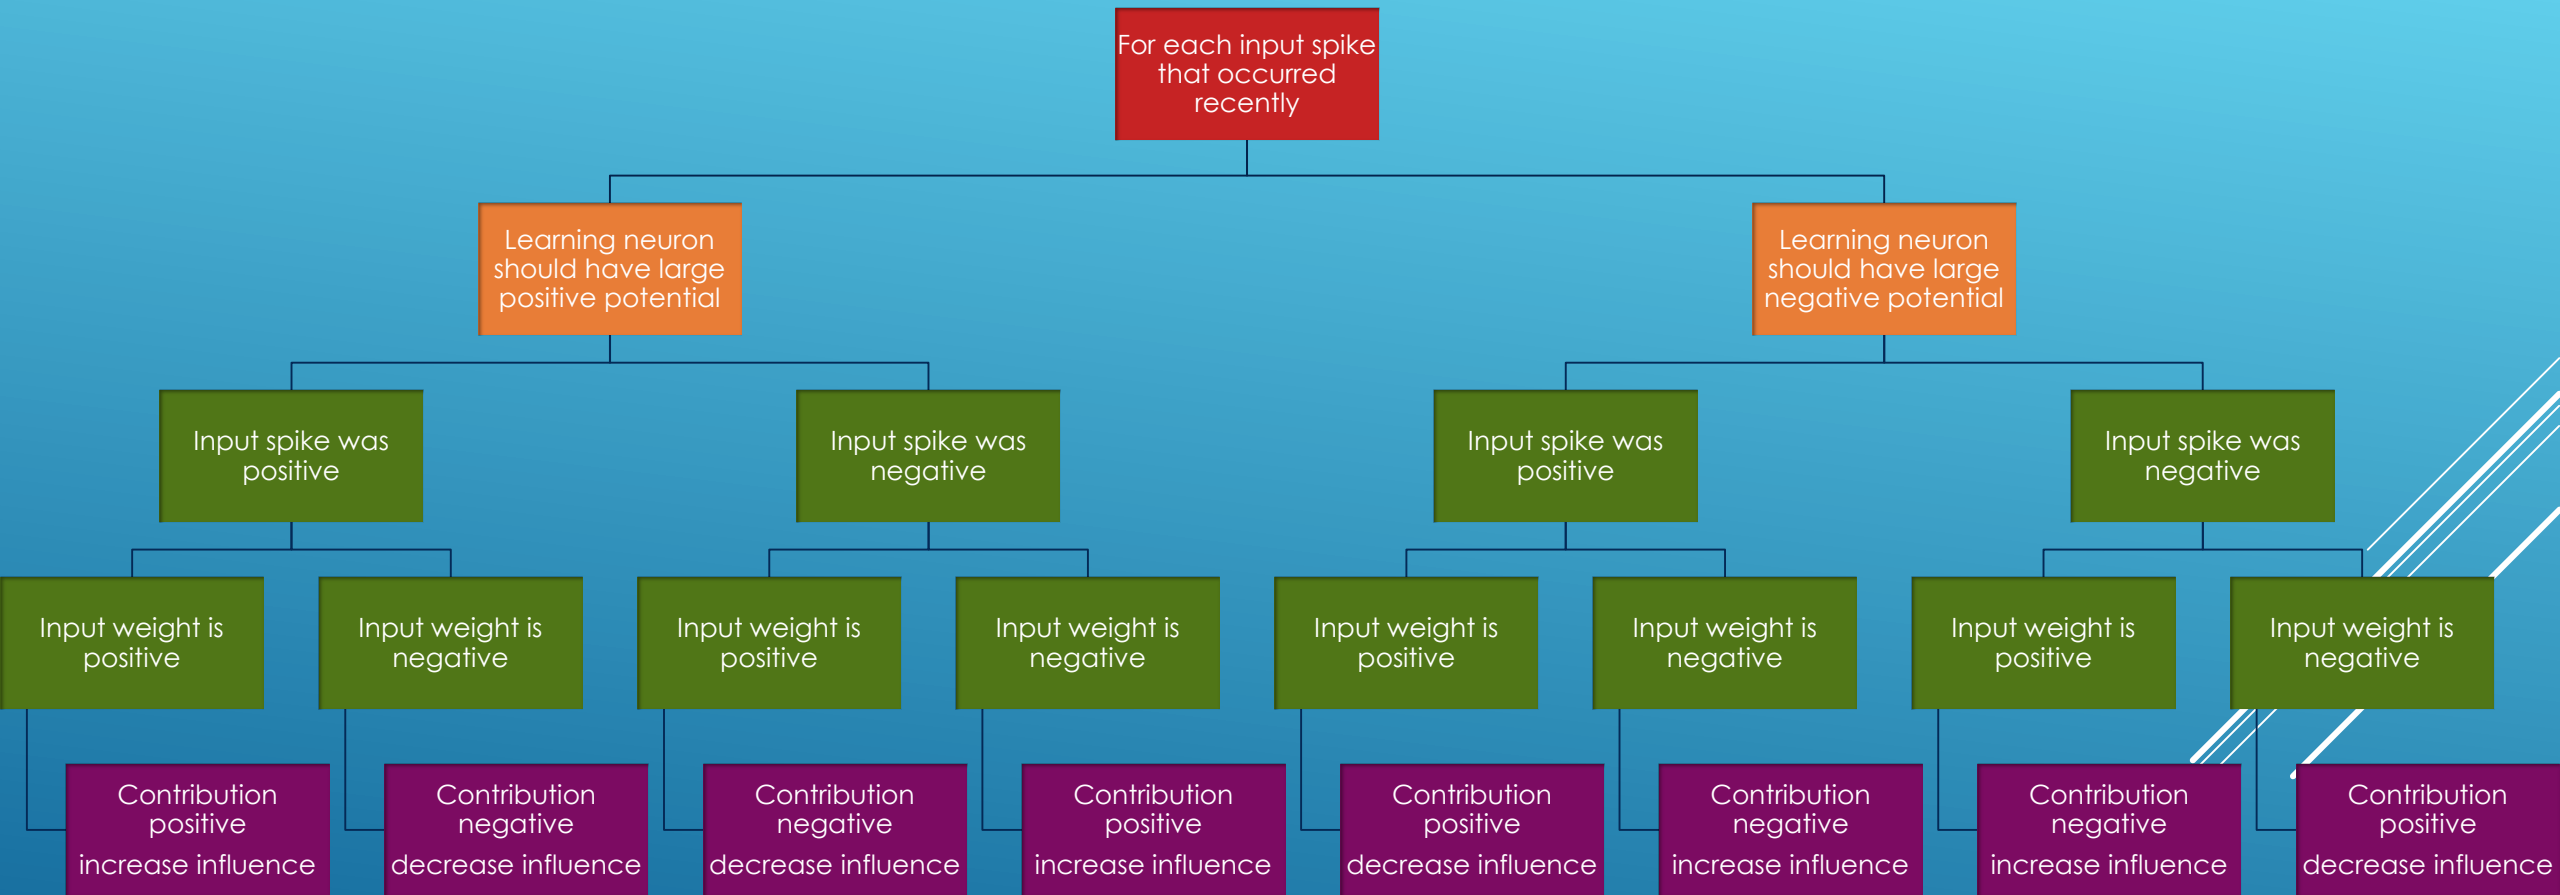 For each input spike
that occurred
recently
Learning neuron
should have large
positive potential
Learning neuron
should have large
negative potential
Input spike was
positive
Input spike was
negative
Input spike was
positive
Input spike was
negative
Input weight is
positive
Input weight is
negative
Input weight is
positive
Input weight is
negative
Input weight is
positive
Input weight is
negative
Input weight is
positive
Input weight is
negative
Contribution
positive
increase influence
Contribution
negative
decrease influence
Contribution
negative
decrease influence
Contribution
positive
increase influence
Contribution
positive
decrease influence
Contribution
negative
increase influence
Contribution
negative
increase influence
Contribution
positive
decrease influence